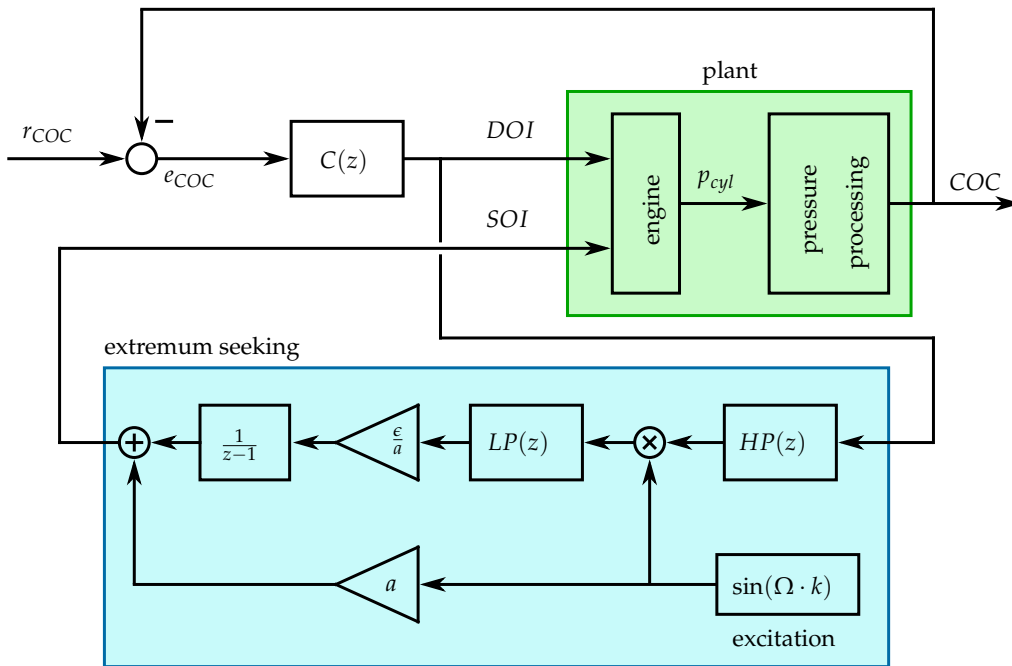 plant
r_COC
−
e_COC
C(z)
DOI
SOI
engine
p_cyl
pressure
processing
COC
extremum seeking
+
1/(z−1)
ϵ/a
LP(z)
×
HP(z)
a
sin(Ω · k)
excitation